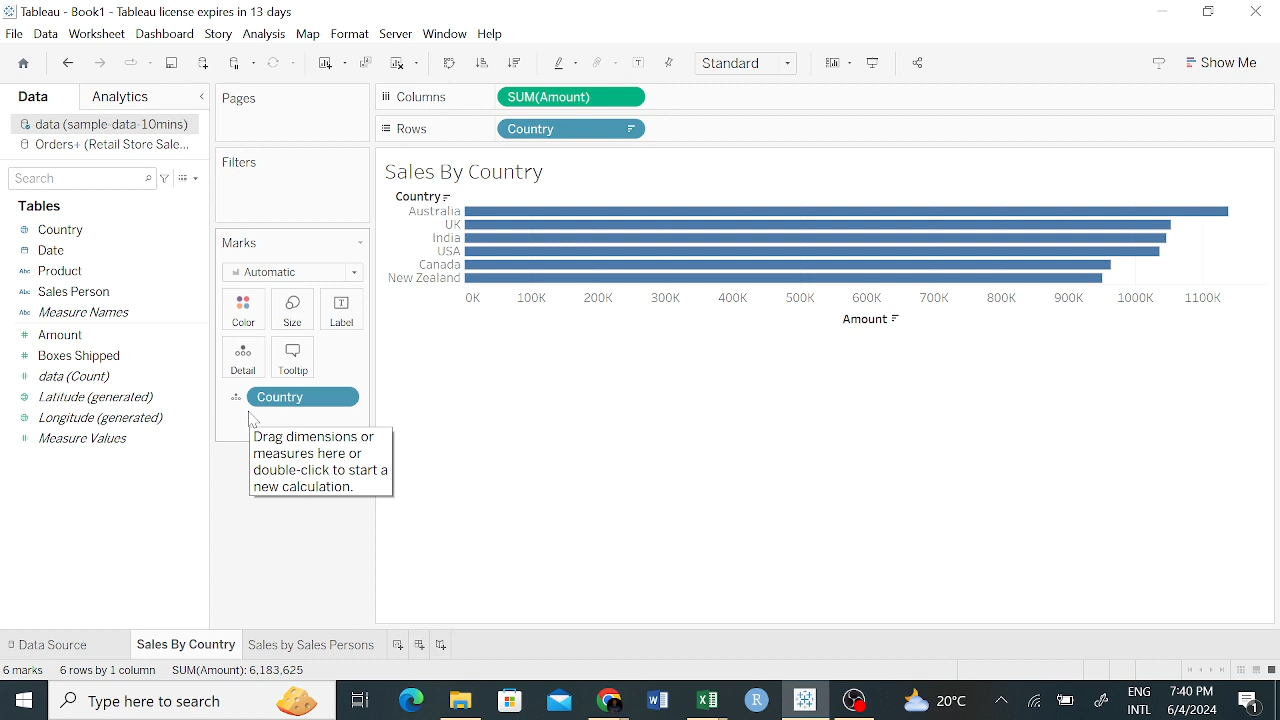 Tableau - Book1 - Tableau license expires in 13 days
File Data Worksheet Dashboard Story Analysis Map Format Server Window Help
Standard
Show Me
Data Analytics
data (sample-data-10mins)
Orders+ (Retail Store Sale...
Search
Tables
Country
Date
Abc Product
Abc Sales Person
Abc Measure Names
# Amount
# Boxes Shipped
# data (Count)
Latitude (generated)
Longitude (generated)
# Measure Values
Pages
Filters
Marks
Automatic
Color Size Label
Detail Tooltip
Country
Drag dimensions or
measures here or
double-click to start a
new calculation.
Columns SUM(Amount)
Rows Country
Sales By Country
Country
Australia
UK
India
USA
Canada
New Zealand
0K 100K 200K 300K 400K 500K 600K 700K 800K 900K 1000K 1100K
Amount
Data Source Sales By Country Sales by Sales Persons
6 marks 6 rows by 1 column SUM(Amount): 6,183,625
Type here to search
20°C
ENG
INTL
7:40 PM
6/4/2024
1